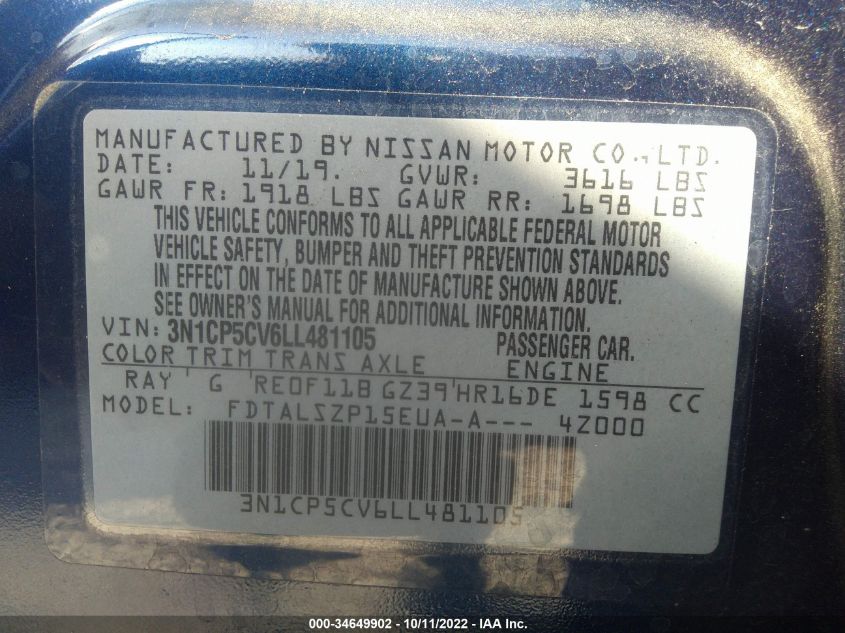 MANUFACTURED BY NISSAN MOTOR CO., LTD.
DATE: 11/19. GVWR: 3616 LBS
GAWR FR: 1918 LBS GAWR RR: 1698 LBS
THIS VEHICLE CONFORMS TO ALL APPLICABLE FEDERAL MOTOR
VEHICLE SAFETY, BUMPER AND THEFT PREVENTION STANDARDS
IN EFFECT ON THE DATE OF MANUFACTURE SHOWN ABOVE.
SEE OWNER'S MANUAL FOR ADDITIONAL INFORMATION.
VIN: 3N1CP5CV6LL481105 PASSENGER CAR.
COLOR TRIM TRANS AXLE ENGINE
RAY ' G 'RE0F11B GZ39'HR16DE 1598 CC
MODEL: FDTALSZP15EUA-A--- 4Z000
3N1CP5CV6LL481105
000-34649902 - 10/11/2022 - IAA Inc.